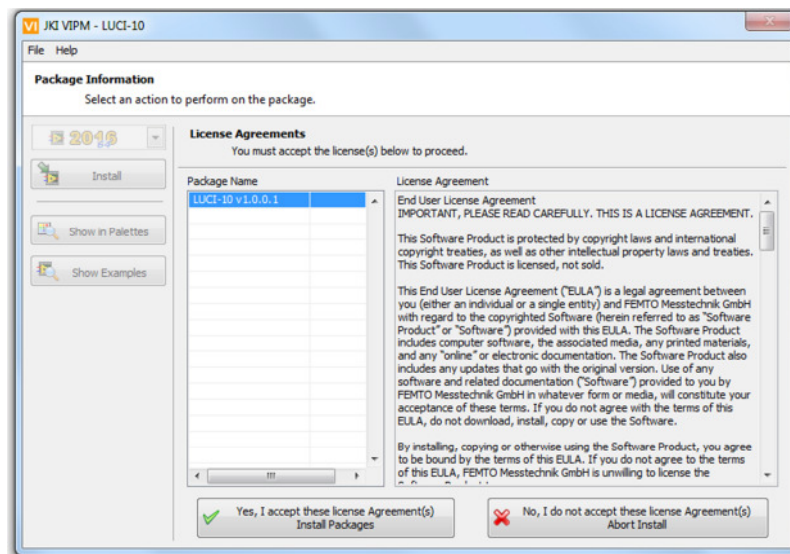 JKI VIPM - LUCI-10
File Help
Package Information
Select an action to perform on the package.
2016
Install
Show in Palettes
Show Examples
License Agreements
You must accept the license(s) below to proceed.
Package Name
LUCI-10 v1.0.0.1
License Agreement
End User License Agreement
IMPORTANT, PLEASE READ CAREFULLY. THIS IS A LICENSE AGREEMENT.
This Software Product is protected by copyright laws and international
copyright treaties, as well as other intellectual property laws and treaties.
This Software Product is licensed, not sold.
This End User License Agreement ("EULA") is a legal agreement between
you (either an individual or a single entity) and FEMTO Messtechnik GmbH
with regard to the copyrighted Software (herein referred to as "Software
Product" or "Software") provided with this EULA. The Software Product
includes computer software, the associated media, any printed materials,
and any "online" or electronic documentation. The Software Product also
includes any updates that go with the original version. Use of any
software and related documentation ("Software") provided to you by
FEMTO Messtechnik GmbH in whatever form or media, will constitute your
acceptance of these terms. If you do not agree with the terms of this
EULA, do not download, install, copy or use the Software.
By installing, copying or otherwise using the Software Product, you agree
to be bound by the terms of this EULA. If you do not agree to the terms
of this EULA, FEMTO Messtechnik GmbH is unwilling to license the
Yes, I accept these license Agreement(s)
Install Packages
No, I do not accept these license Agreement(s)
Abort Install